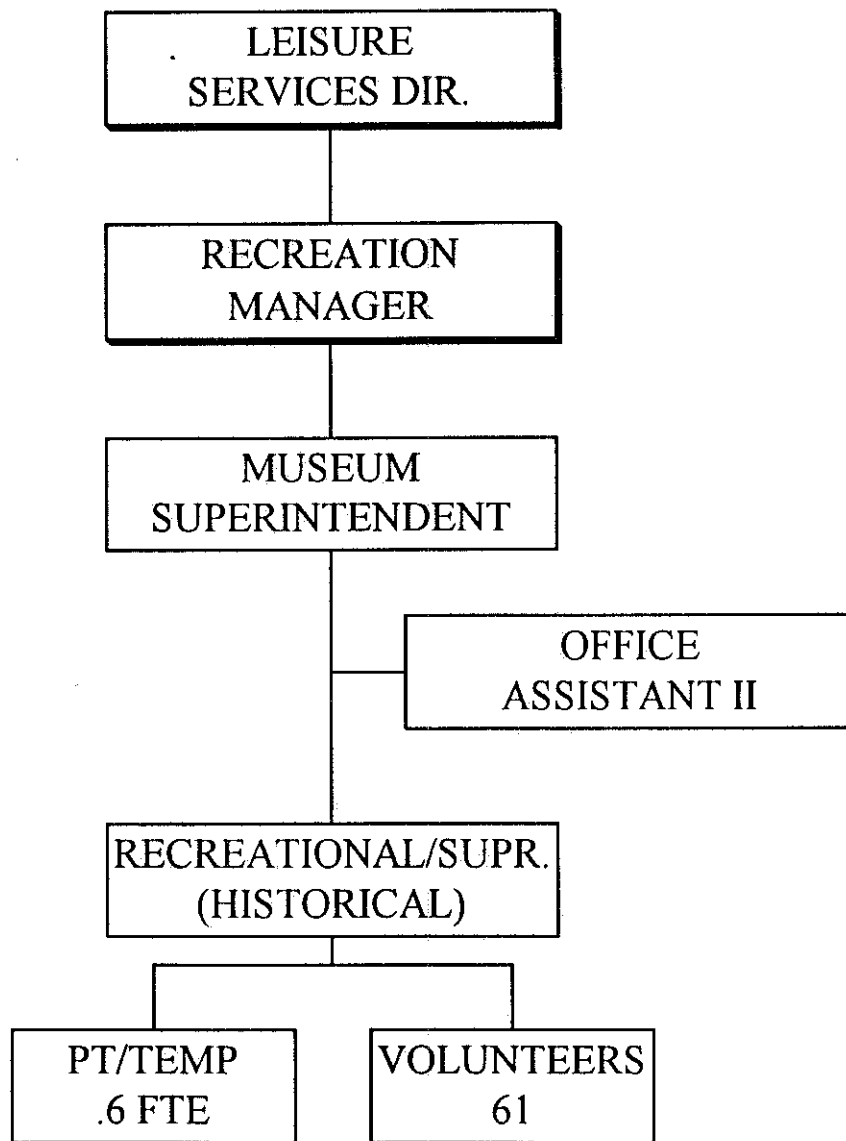 LEISURE
SERVICES DIR.
RECREATION
MANAGER
MUSEUM
SUPERINTENDENT
OFFICE
ASSISTANT II
RECREATIONAL/SUPR.
(HISTORICAL)
PT/TEMP
.6 FTE
VOLUNTEERS
61